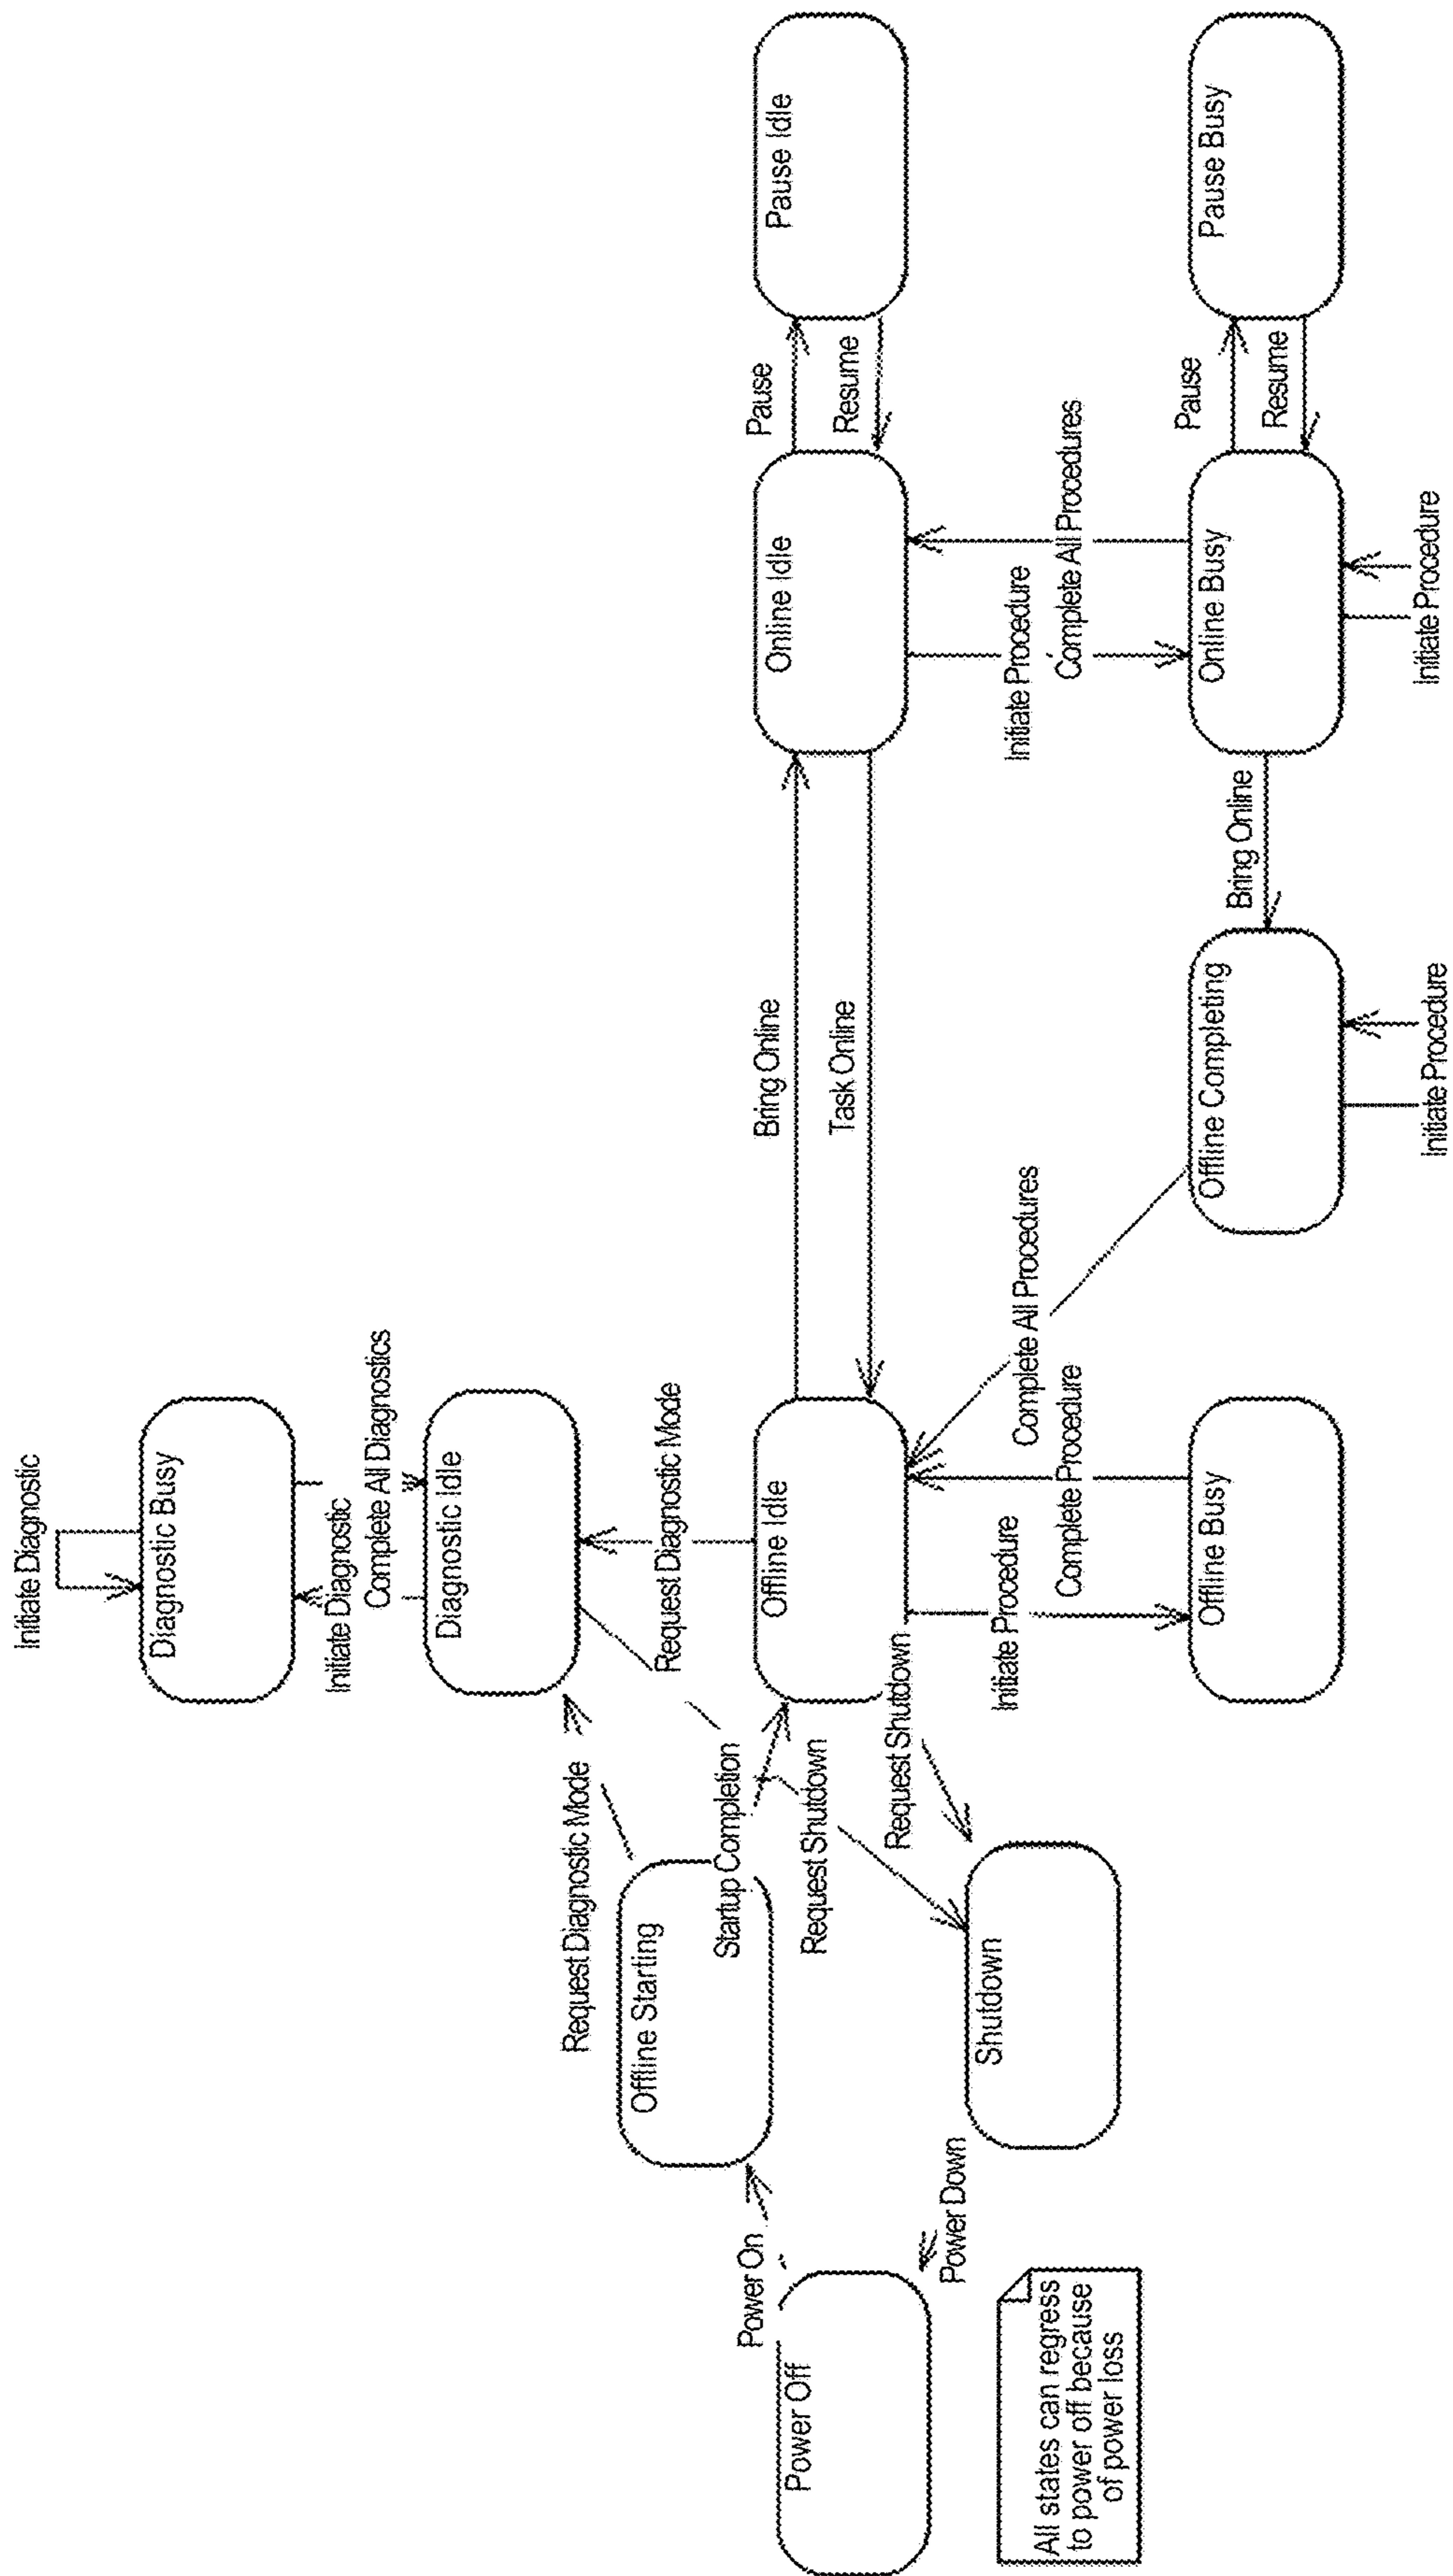 Initiate Diagnostic
Diagnostic Busy
Initiate Diagnostic
Complete All Diagnostics
Diagnostic Idle
Request Diagnostic Mode
Request Diagnostic Mode
Offline Starting
Startup Completion
Request Shutdown
Power On
Power Off
Power Down
Shutdown
Request Shutdown
Offline Idle
Bring Online
Task Online
Online Idle
Pause
Resume
Pause Idle
Initiate Procedure
Complete Procedure
Complete All Procedures
Initiate Procedure
Complete All Procedures
Offline Busy
Offline Completing
Bring Online
Online Busy
Pause
Resume
Pause Busy
Initiate Procedure
Initiate Procedure
All states can regress
to power off because
of power loss